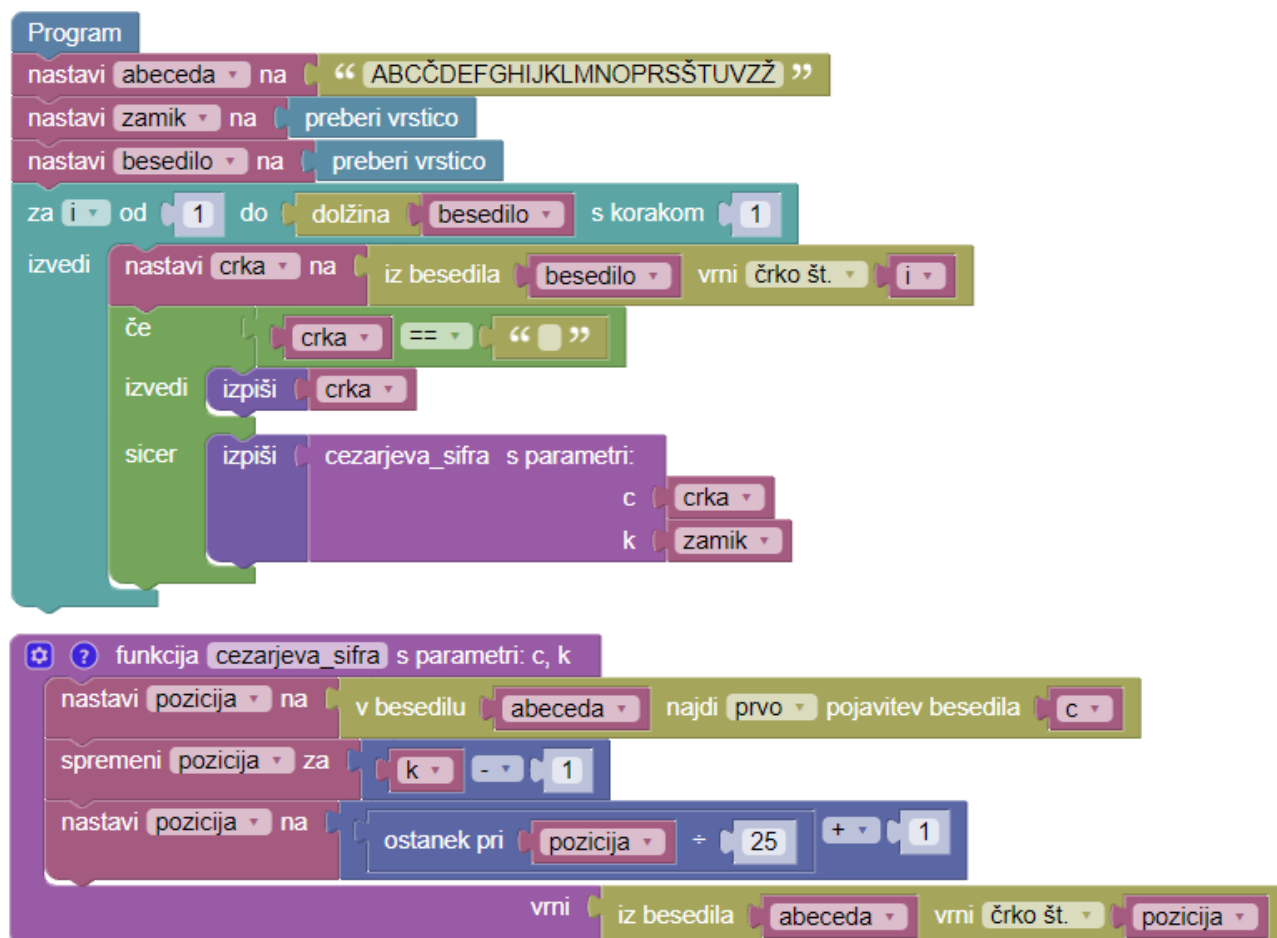 Program
nastavi abeceda na “ ABCČDEFGHIJKLMNOPRSŠTUVZŽ ”
nastavi zamik na preberi vrstico
nastavi besedilo na preberi vrstico
za i od 1 do dolžina besedilo s korakom 1
izvedi nastavi crka na iz besedila besedilo vrni črko št. i
če crka == “ ”
izvedi izpiši crka
sicer izpiši cezarjeva_sifra s parametri:
c crka
k zamik
? funkcija cezarjeva_sifra s parametri: c, k
nastavi pozicija na v besedilu abeceda najdi prvo pojavitev besedila c
spremeni pozicija za k - 1
nastavi pozicija na ostanek pri pozicija ÷ 25 + 1
vrni iz besedila abeceda vrni črko št. pozicija